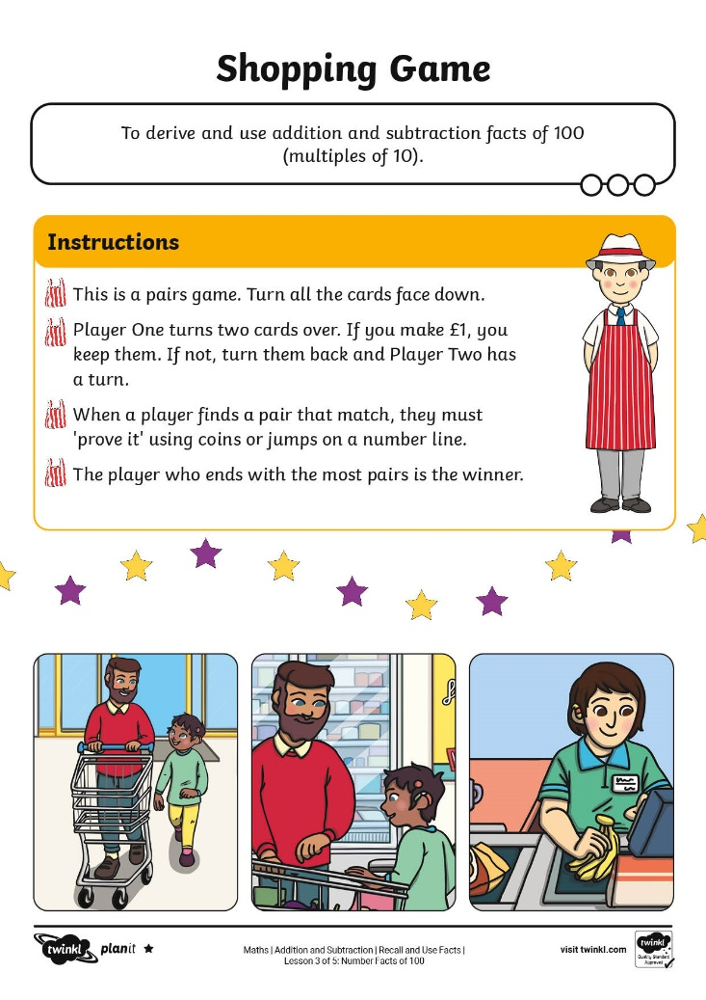 Shopping Game
To derive and use addition and subtraction facts of 100
(multiples of 10).
Instructions
This is a pairs game. Turn all the cards face down.
Player One turns two cards over. If you make £1, you
keep them. If not, turn them back and Player Two has
a turn.
When a player finds a pair that match, they must
'prove it' using coins or jumps on a number line.
The player who ends with the most pairs is the winner.
twinkl planit
Maths | Addition and Subtraction | Recall and Use Facts |
Lesson 3 of 5: Number Facts of 100
visit twinkl.com
twinkl
Quality Standard
Approved